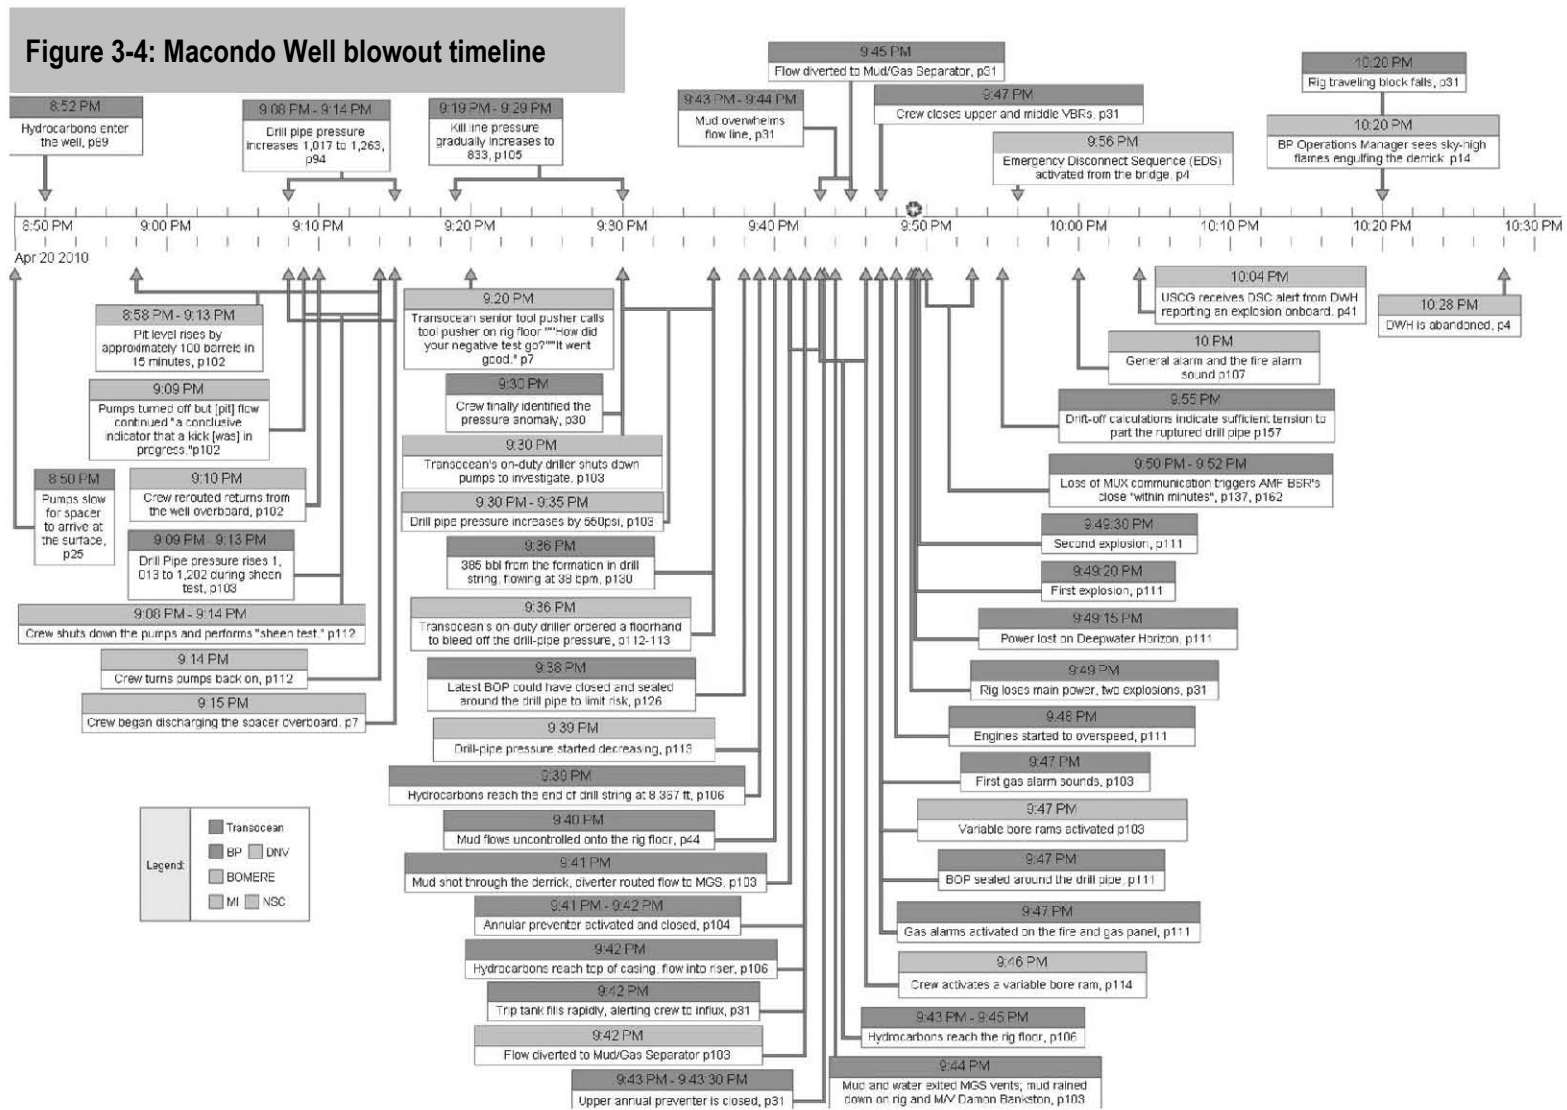 Figure 3-4: Macondo Well blowout timeline
8:52 PM
Hydrocarbons enter
the well, p89
9:08 PM - 9:14 PM
Drill pipe pressure
increases 1,017 to 1,263,
p94
9:19 PM - 9:29 PM
Kill line pressure
gradually increases to
833, p105
9:43 PM - 9:44 PM
Mud overwhelms
flow line, p31
9:45 PM
Flow diverted to Mud/Gas Separator, p31
9:47 PM
Crew closes upper and middle VBRs, p31
9:56 PM
Emergency Disconnect Sequence (EDS)
activated from the bridge, p4
10:20 PM
Rig traveling block falls, p31
10:20 PM
BP Operations Manager sees sky-high
flames engulfing the derrick p14
8:50 PM
9:00 PM
9:10 PM
9:20 PM
9:30 PM
9:40 PM
9:50 PM
10:00 PM
10:10 PM
10:20 PM
10:30 PM
Apr 20 2010
8:58 PM - 9:13 PM
Pit level rises by
approximately 100 barrels in
15 minutes, p102
9:09 PM
Pumps turned off but [pit] flow
continued "a conclusive
indicator that a kick [was] in
progress."p102
8:50 PM
Pumps slow
for spacer
to arrive at
the surface,
p25
9:10 PM
Crew rerouted returns from
the well overboard, p102
9:09 PM - 9:13 PM
Drill Pipe pressure rises 1,
013 to 1,202 during sheen
test, p103
9:08 PM - 9:14 PM
Crew shuts down the pumps and performs "sheen test," p112
9:14 PM
Crew turns pumps back on, p112
9:15 PM
Crew began discharging the spacer overboard. p7
9:20 PM
Transocean senior tool pusher calls
tool pusher on rig floor """How did
your negative test go?"""It went
good." p7
9:30 PM
Crew finally identified the
pressure anomaly, p30
9:30 PM
Transocean's on-duty driller shuts down
pumps to investigate. p103
9:30 PM - 9:35 PM
Drill pipe pressure increases by 550psi, p103
9:36 PM
385 bbl from the formation in drill
string, flowing at 38 bpm, p130
9:36 PM
Transocean's on-duty driller ordered a floorhand
to bleed off the drill-pipe pressure, p112-113
9:38 PM
Latest BOP could have closed and sealed
around the drill pipe to limit risk, p126
9:39 PM
Drill-pipe pressure started decreasing, p113
9:39 PM
Hydrocarbons reach the end of drill string at 8,367 ft, p106
9:40 PM
Mud flows uncontrolled onto the rig floor, p44
9:41 PM
Mud shot through the derrick, diverter routed flow to MGS, p103
9:41 PM - 9:42 PM
Annular preventer activated and closed, p104
9:42 PM
Hydrocarbons reach top of casing, flow into riser, p106
9:42 PM
Trip tank fills rapidly, alerting crew to influx, p31
9:42 PM
Flow diverted to Mud/Gas Separator p103
9:43 PM - 9:43:30 PM
Upper annual preventer is closed, p31
10:04 PM
USCG receives DSC alert from DWH
reporting an explosion onboard. p41
10:28 PM
DWH is abandoned, p4
10 PM
General alarm and the fire alarm
sound p107
9:55 PM
Drift-off calculations indicate sufficient tension to
part the ruptured drill pipe p157
9:50 PM - 9:52 PM
Loss of MUX communication triggers AMF BSR's
close "within minutes", p137, p162
9:49:30 PM
Second explosion, p111
9:49:20 PM
First explosion, p111
9:49:15 PM
Power lost on Deepwater Horizon, p111
9:49 PM
Rig loses main power, two explosions, p31
9:48 PM
Engines started to overspeed, p111
9:47 PM
First gas alarm sounds, p103
9:47 PM
Variable bore rams activated p103
9:47 PM
BOP sealed around the drill pipe, p111
9:47 PM
Gas alarms activated on the fire and gas panel, p111
9:46 PM
Crew activates a variable bore ram, p114
9:43 PM - 9:45 PM
Hydrocarbons reach the rig floor, p106
9:44 PM
Mud and water exited MGS vents; mud rained
down on rig and M/V Damon Bankston, p103
Legend:
Transocean
BP DNV
BOMERE
MI NSC